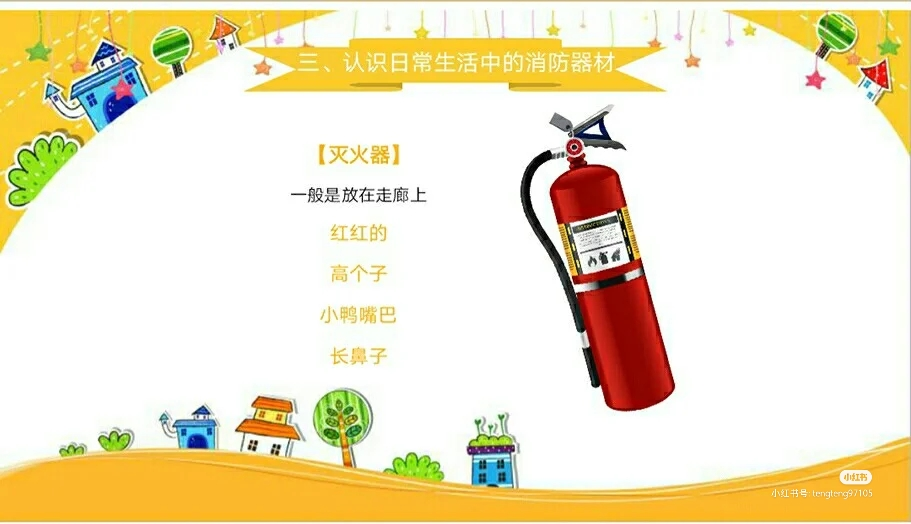 三、认识日常生活中的消防器材
【灭火器】
一般是放在走廊上
红红的
高个子
小鸭嘴巴
长鼻子
小红书
小红书号: tengteng97105